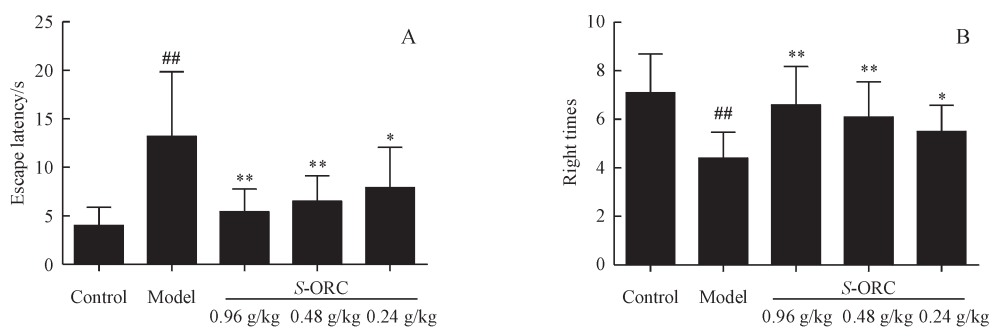 A
25
20
15
10
5
0
Escape latency/s
##
**
**
*
Control Model S-ORC
0.96 g/kg 0.48 g/kg 0.24 g/kg
B
10
8
6
4
2
0
Right times
##
**
**
*
Control Model S-ORC
0.96 g/kg 0.48 g/kg 0.24 g/kg